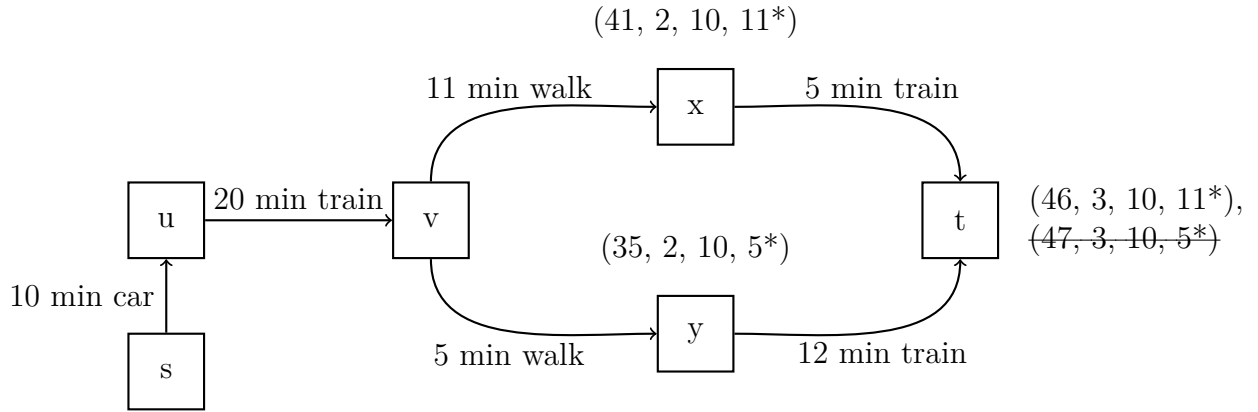 (41, 2, 10, 11*)
11 min walk
5 min train
x
u
20 min train
v
t
(46, 3, 10, 11*),
(47, 3, 10, 5*)
(35, 2, 10, 5*)
10 min car
s
5 min walk
y
12 min train